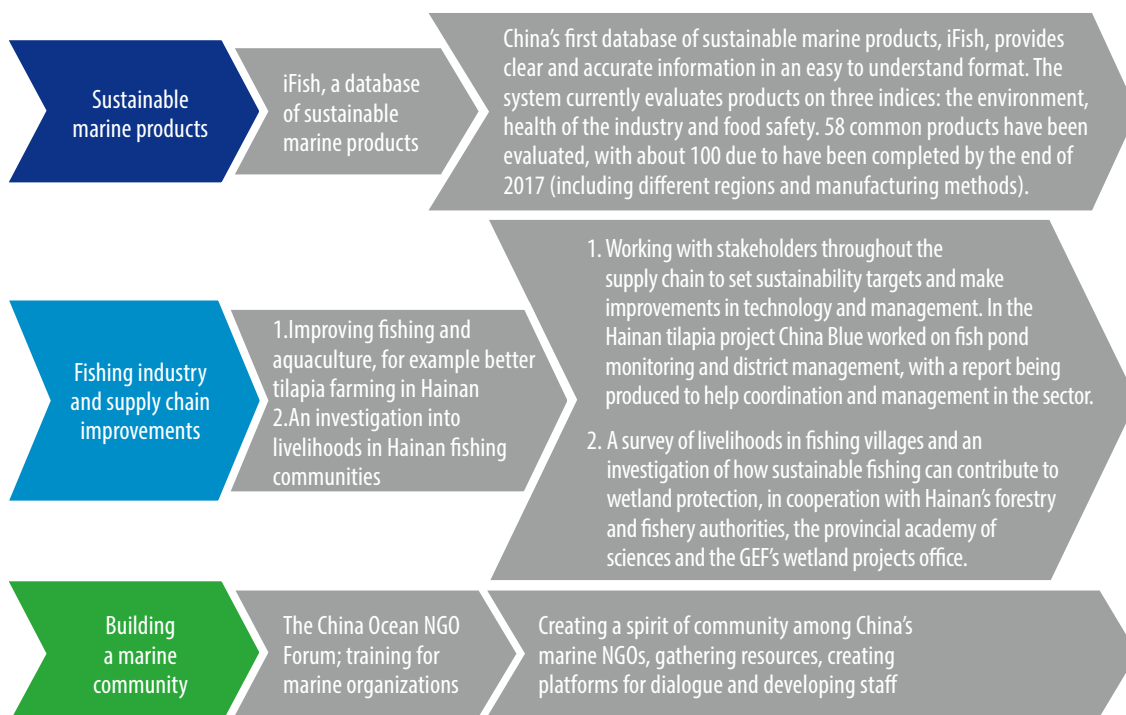 Sustainable
marine products
iFish, a database
of sustainable
marine products
China’s first database of sustainable marine products, iFish, provides
clear and accurate information in an easy to understand format. The
system currently evaluates products on three indices: the environment,
health of the industry and food safety. 58 common products have been
evaluated, with about 100 due to have been completed by the end of
2017 (including different regions and manufacturing methods).
Fishing industry
and supply chain
improvements
1.Improving fishing and
aquaculture, for example better
tilapia farming in Hainan
2.An investigation into
livelihoods in Hainan fishing
communities
1. Working with stakeholders throughout the
supply chain to set sustainability targets and make
improvements in technology and management. In the
Hainan tilapia project China Blue worked on fish pond
monitoring and district management, with a report being
produced to help coordination and management in the sector.
2. A survey of livelihoods in fishing villages and an
investigation of how sustainable fishing can contribute to
wetland protection, in cooperation with Hainan’s forestry
and fishery authorities, the provincial academy of
sciences and the GEF’s wetland projects office.
Building
a marine
community
The China Ocean NGO
Forum; training for
marine organizations
Creating a spirit of community among China’s
marine NGOs, gathering resources, creating
platforms for dialogue and developing staff